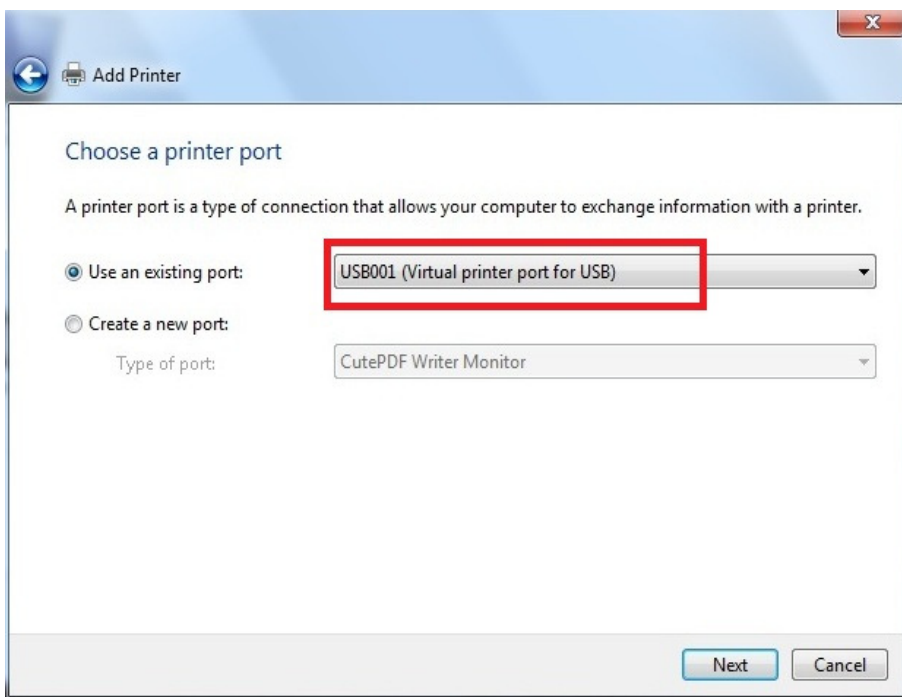 Add Printer
Choose a printer port
A printer port is a type of connection that allows your computer to exchange information with a printer.
Use an existing port: USB001 (Virtual printer port for USB)
Create a new port:
Type of port: CutePDF Writer Monitor
Next Cancel